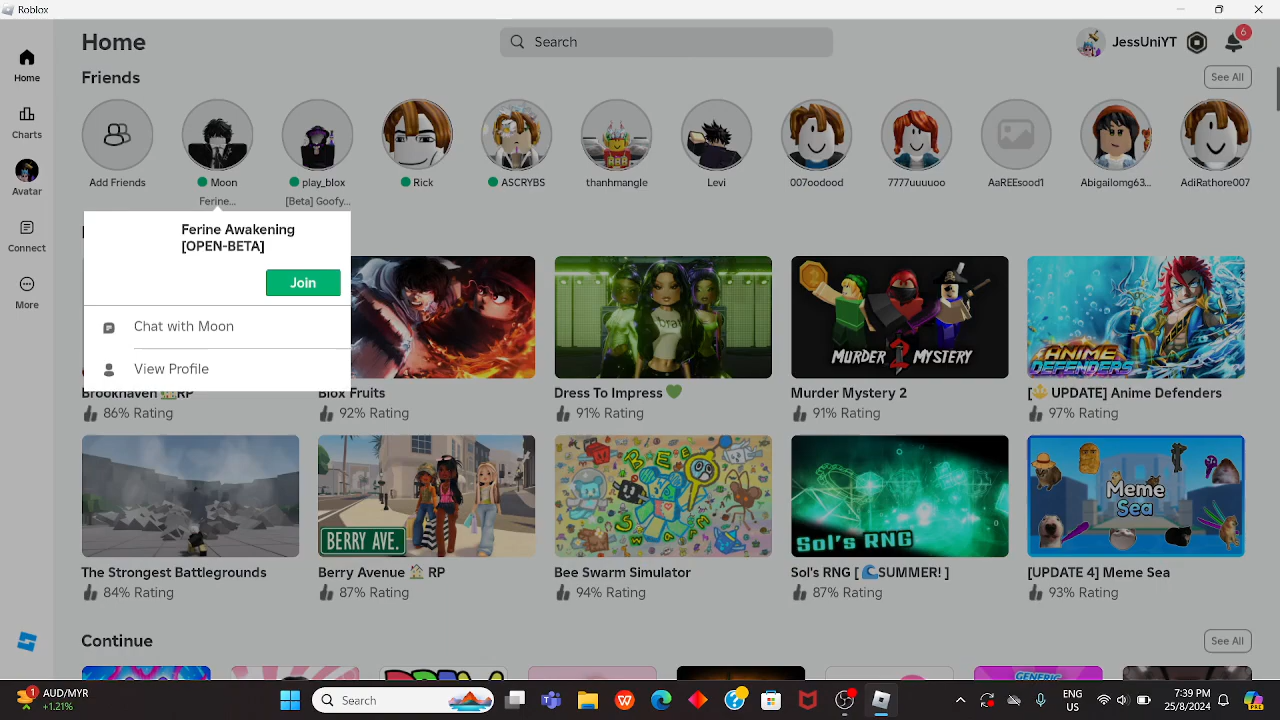 Roblox
Home
Search
JessUniYT
6
Home
Charts
Avatar
Connect
More
Friends
See All
Add Friends
Moon
Ferine...
play_blox
[Beta] Goofy...
Rick
ASCRYBS
thanhmangle
Levi
007oodood
7777uuuuoo
AaREEsood1
Abigailomg63...
AdiRathore007
Ferine Awakening
[OPEN-BETA]
Join
Chat with Moon
View Profile
MURDER MYSTERY
ANIME DEFENDERS
Brookhaven 🏡RP
86% Rating
Blox Fruits
92% Rating
Dress To Impress 💚
91% Rating
Murder Mystery 2
91% Rating
[🔱 UPDATE] Anime Defenders
97% Rating
BERRY AVE.
BEE SWARM
Sol's RNG
Meme Sea
The Strongest Battlegrounds
84% Rating
Berry Avenue 🏠 RP
87% Rating
Bee Swarm Simulator
94% Rating
Sol's RNG [ 🌊SUMMER! ]
87% Rating
[UPDATE 4] Meme Sea
93% Rating
Continue
See All
1
AUD/MYR
+1.21%
Search
ENG
US
7:39 PM
25/08/2024